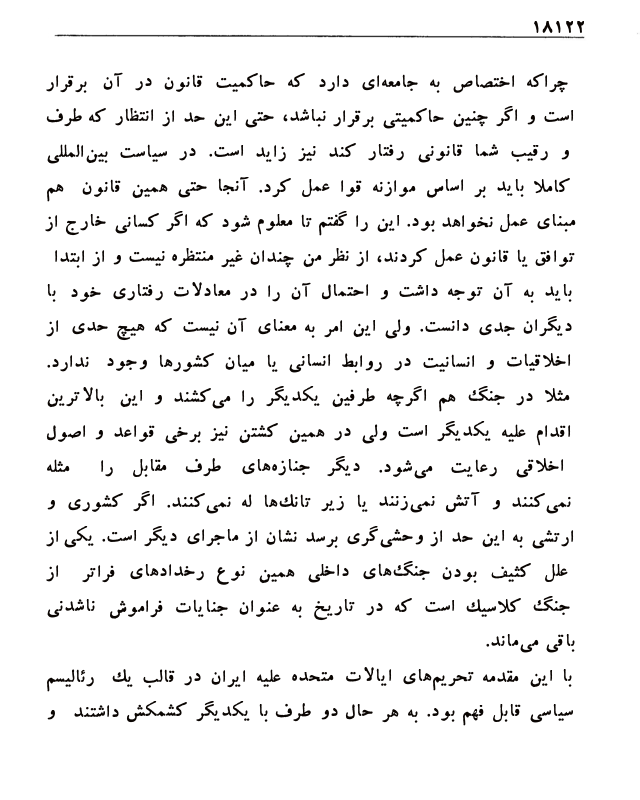 ۱۸۱۲۲
چراکه اختصاص به جامعه‌ای دارد که حاکمیت قانون در آن برقرار
است و اگر چنین حاکمیتی برقرار نباشد، حتی این حد از انتظار که طرف
و رقیب شما قانونی رفتار کند نیز زاید است. در سیاست بین‌المللی
کاملا باید بر اساس موازنه قوا عمل کرد. آنجا حتی همین قانون هم
مبنای عمل نخواهد بود. این را گفتم تا معلوم شود که اگر کسانی خارج از
توافق یا قانون عمل کردند، از نظر من چندان غیر منتظره نیست و از ابتدا
باید به آن توجه داشت و احتمال آن را در معادلات رفتاری خود با
دیگران جدی دانست. ولی این امر به معنای آن نیست که هیچ حدی از
اخلاقیات و انسانیت در روابط انسانی یا میان کشورها وجود ندارد.
مثلا در جنگ هم اگرچه طرفین یکدیگر را می‌کشند و این بالاترین
اقدام علیه یکدیگر است ولی در همین کشتن نیز برخی قواعد و اصول
اخلاقی رعایت می‌شود. دیگر جنازه‌های طرف مقابل را مثله
نمی‌کنند و آتش نمی‌زنند یا زیر تانك‌ها له نمی‌کنند. اگر کشوری و
ارتشی به این حد از وحشی‌گری برسد نشان از ماجرای دیگر است. یکی از
علل کثیف بودن جنگ‌های داخلی همین نوع رخدادهای فراتر از
جنگ کلاسیك است که در تاریخ به عنوان جنایات فراموش ناشدنی
باقی می‌ماند.
با این مقدمه تحریم‌های ایالات متحده علیه ایران در قالب یك رئالیسم
سیاسی قابل فهم بود. به هر حال دو طرف با یکدیگر کشمکش داشتند و